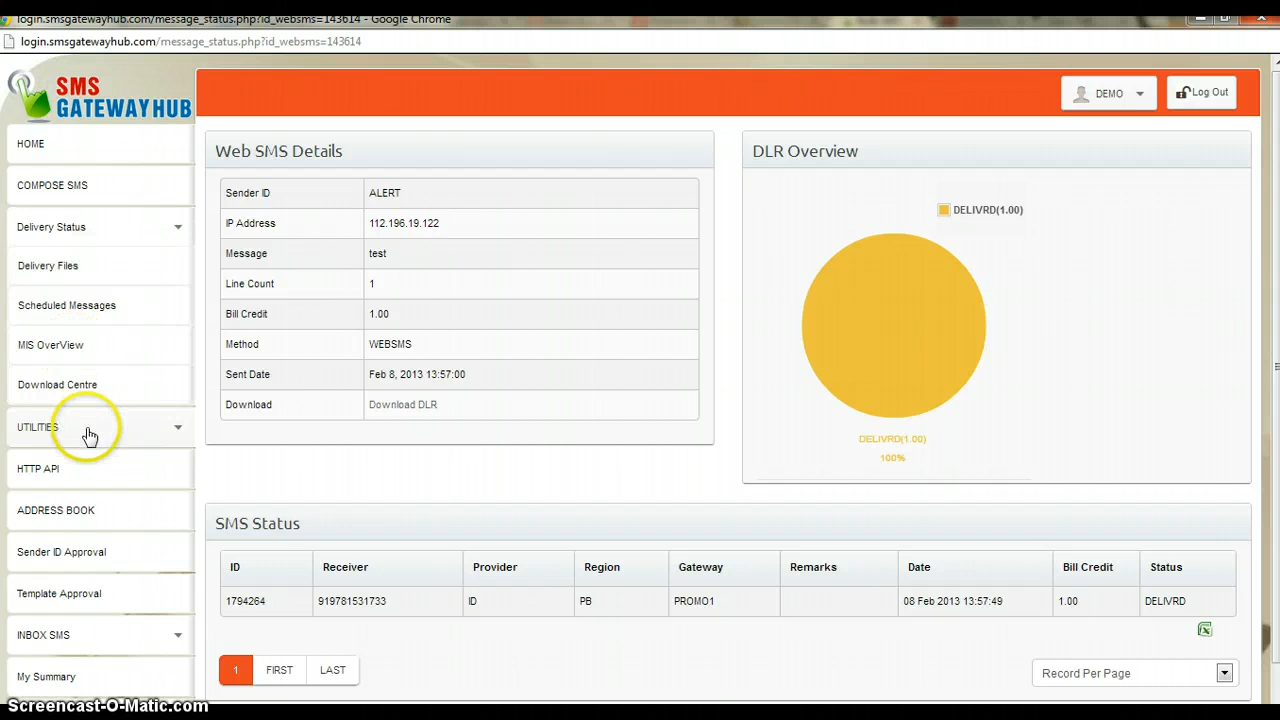 login.smsgatewayhub.com/message_status.php?id_websms=143614 - Google Chrome
login.smsgatewayhub.com/message_status.php?id_websms=143614
SMS
GATEWAYHUB
DEMO
Log Out
HOME
COMPOSE SMS
Delivery Status
Delivery Files
Scheduled Messages
MIS OverView
Download Centre
UTILITIES
HTTP API
ADDRESS BOOK
Sender ID Approval
Template Approval
INBOX SMS
My Summary
Web SMS Details
Sender ID ALERT
IP Address 112.196.19.122
Message test
Line Count 1
Bill Credit 1.00
Method WEBSMS
Sent Date Feb 8, 2013 13:57:00
Download Download DLR
DLR Overview
DELIVRD(1.00)
DELIVRD(1.00)
100%
SMS Status
ID Receiver Provider Region Gateway Remarks Date Bill Credit Status
1794264 919781531733 ID PB PROMO1 08 Feb 2013 13:57:49 1.00 DELIVRD
1 FIRST LAST
Record Per Page
Screencast-O-Matic.com